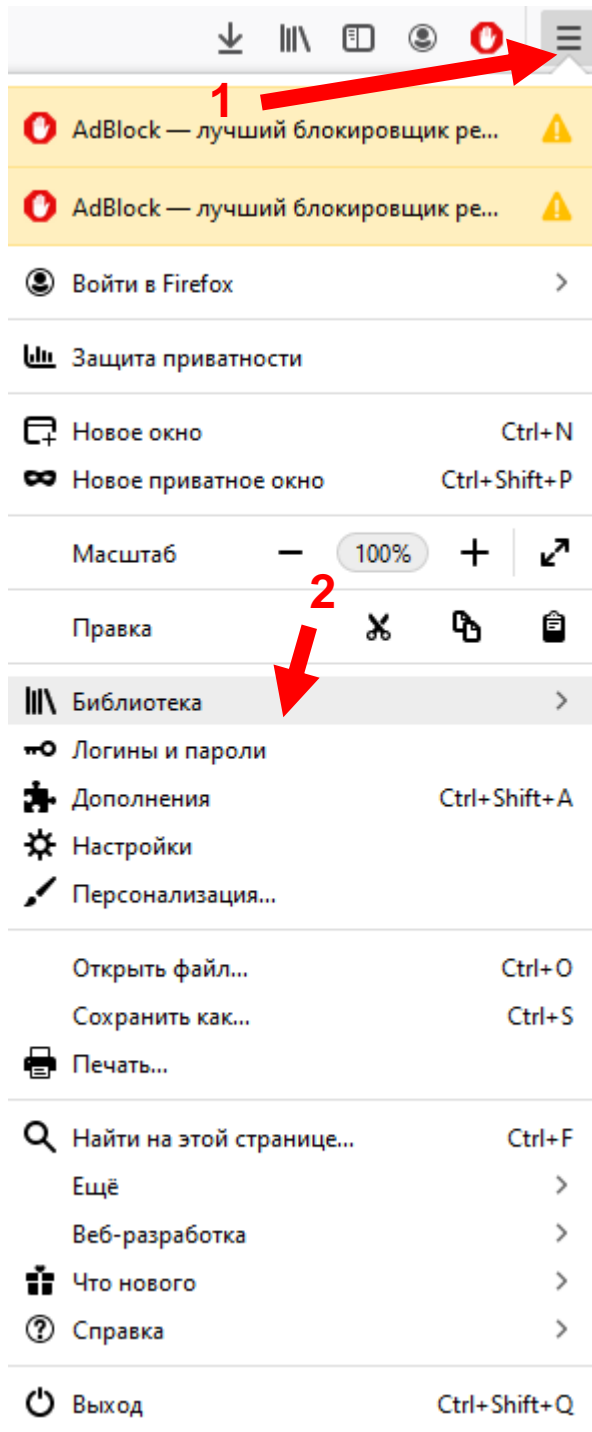 1
AdBlock — лучший блокировщик ре...
AdBlock — лучший блокировщик ре...
Войти в Firefox
Защита приватности
Новое окно Ctrl+N
Новое приватное окно Ctrl+Shift+P
Масштаб 100%
2
Правка
Библиотека
Логины и пароли
Дополнения Ctrl+Shift+A
Настройки
Персонализация...
Открыть файл... Ctrl+O
Сохранить как... Ctrl+S
Печать...
Найти на этой странице... Ctrl+F
Ещё
Веб-разработка
Что нового
Справка
Выход Ctrl+Shift+Q